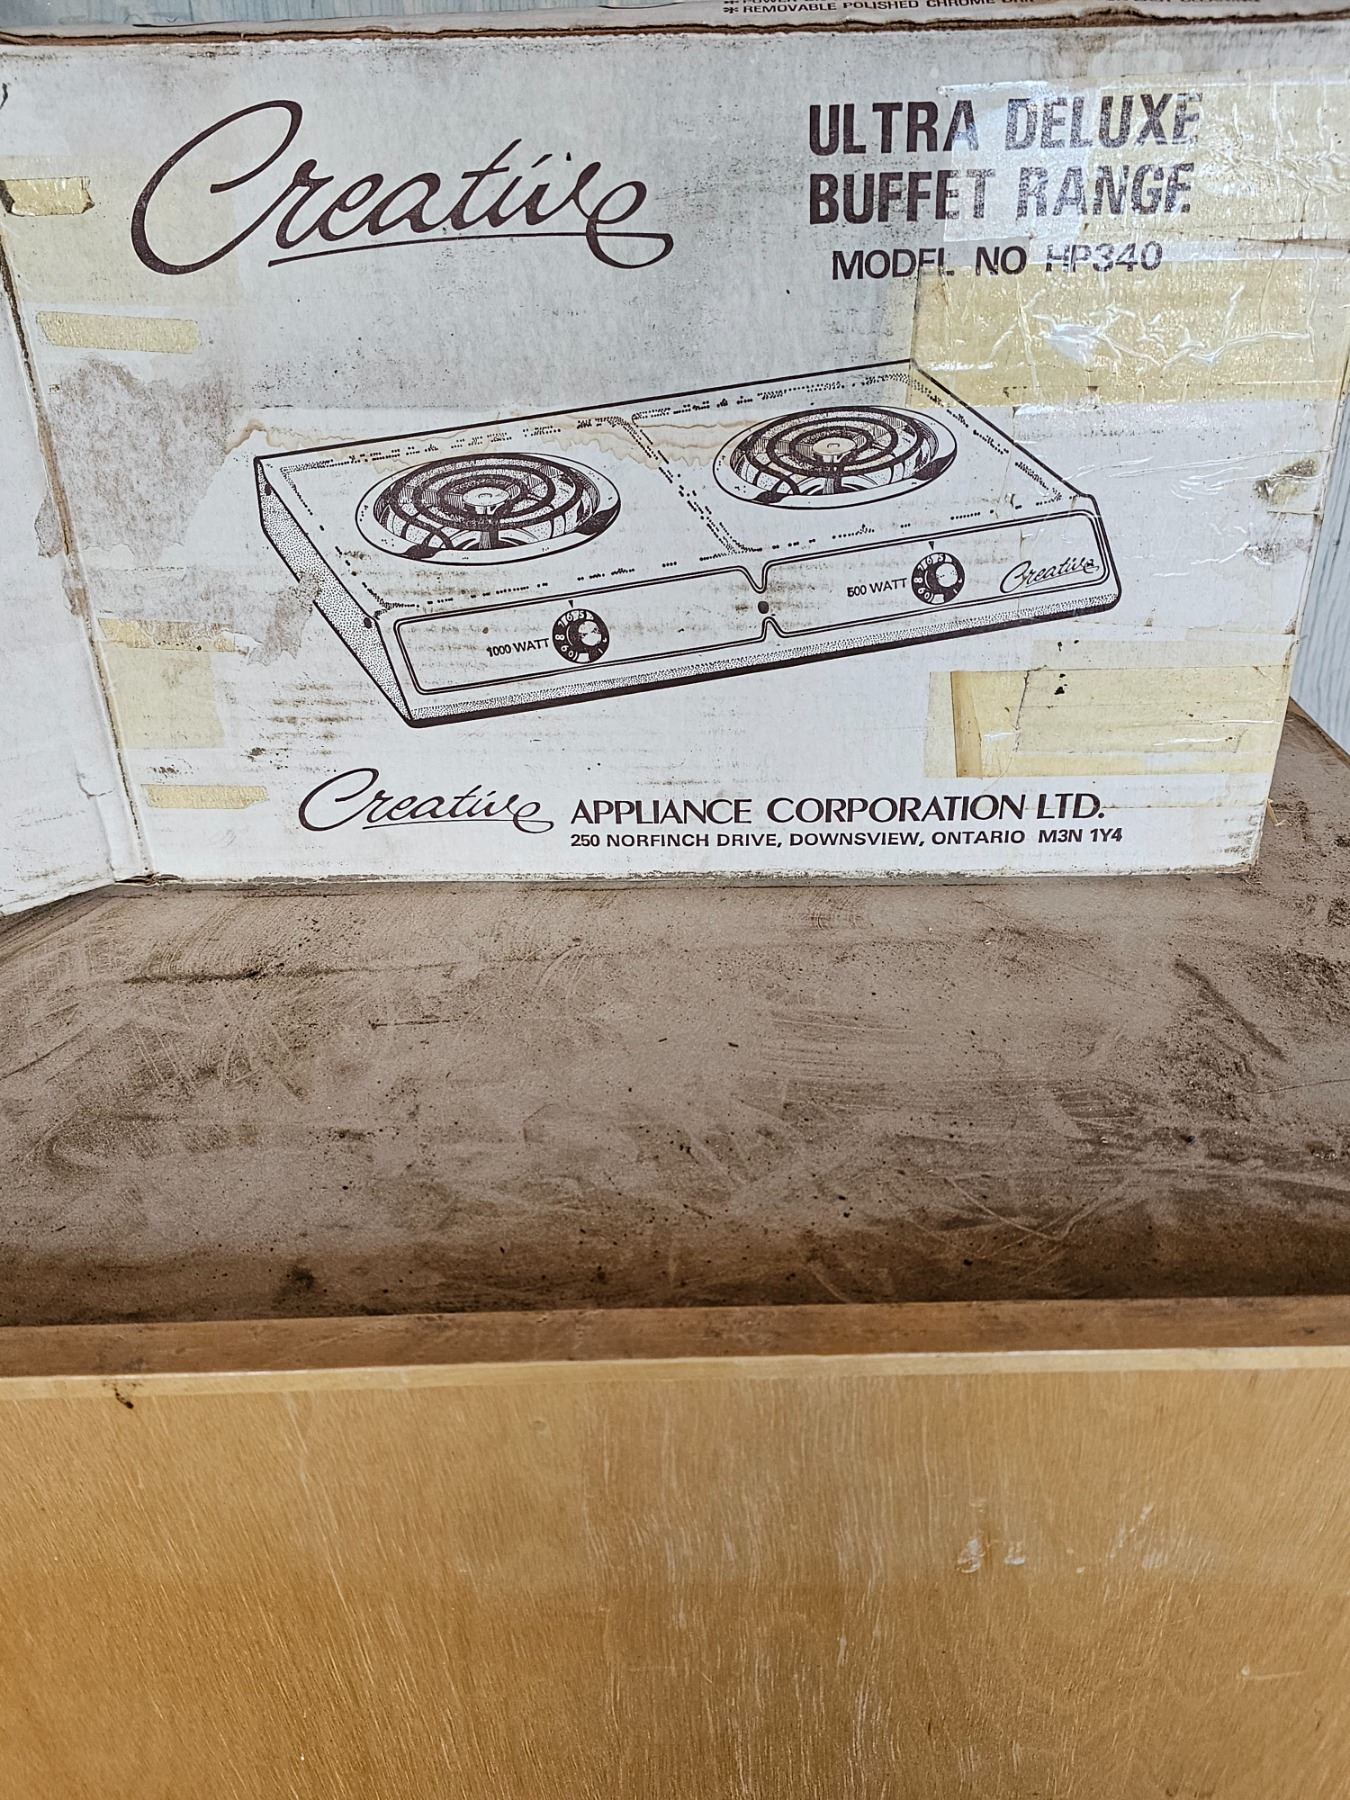 * REMOVABLE POLISHED CHROME
Creative
ULTRA DELUXE
BUFFET RANGE
MODEL NO HP340
500 WATT
Creative
1000 WATT
Creative APPLIANCE CORPORATION LTD.
250 NORFINCH DRIVE, DOWNSVIEW, ONTARIO M3N 1Y4